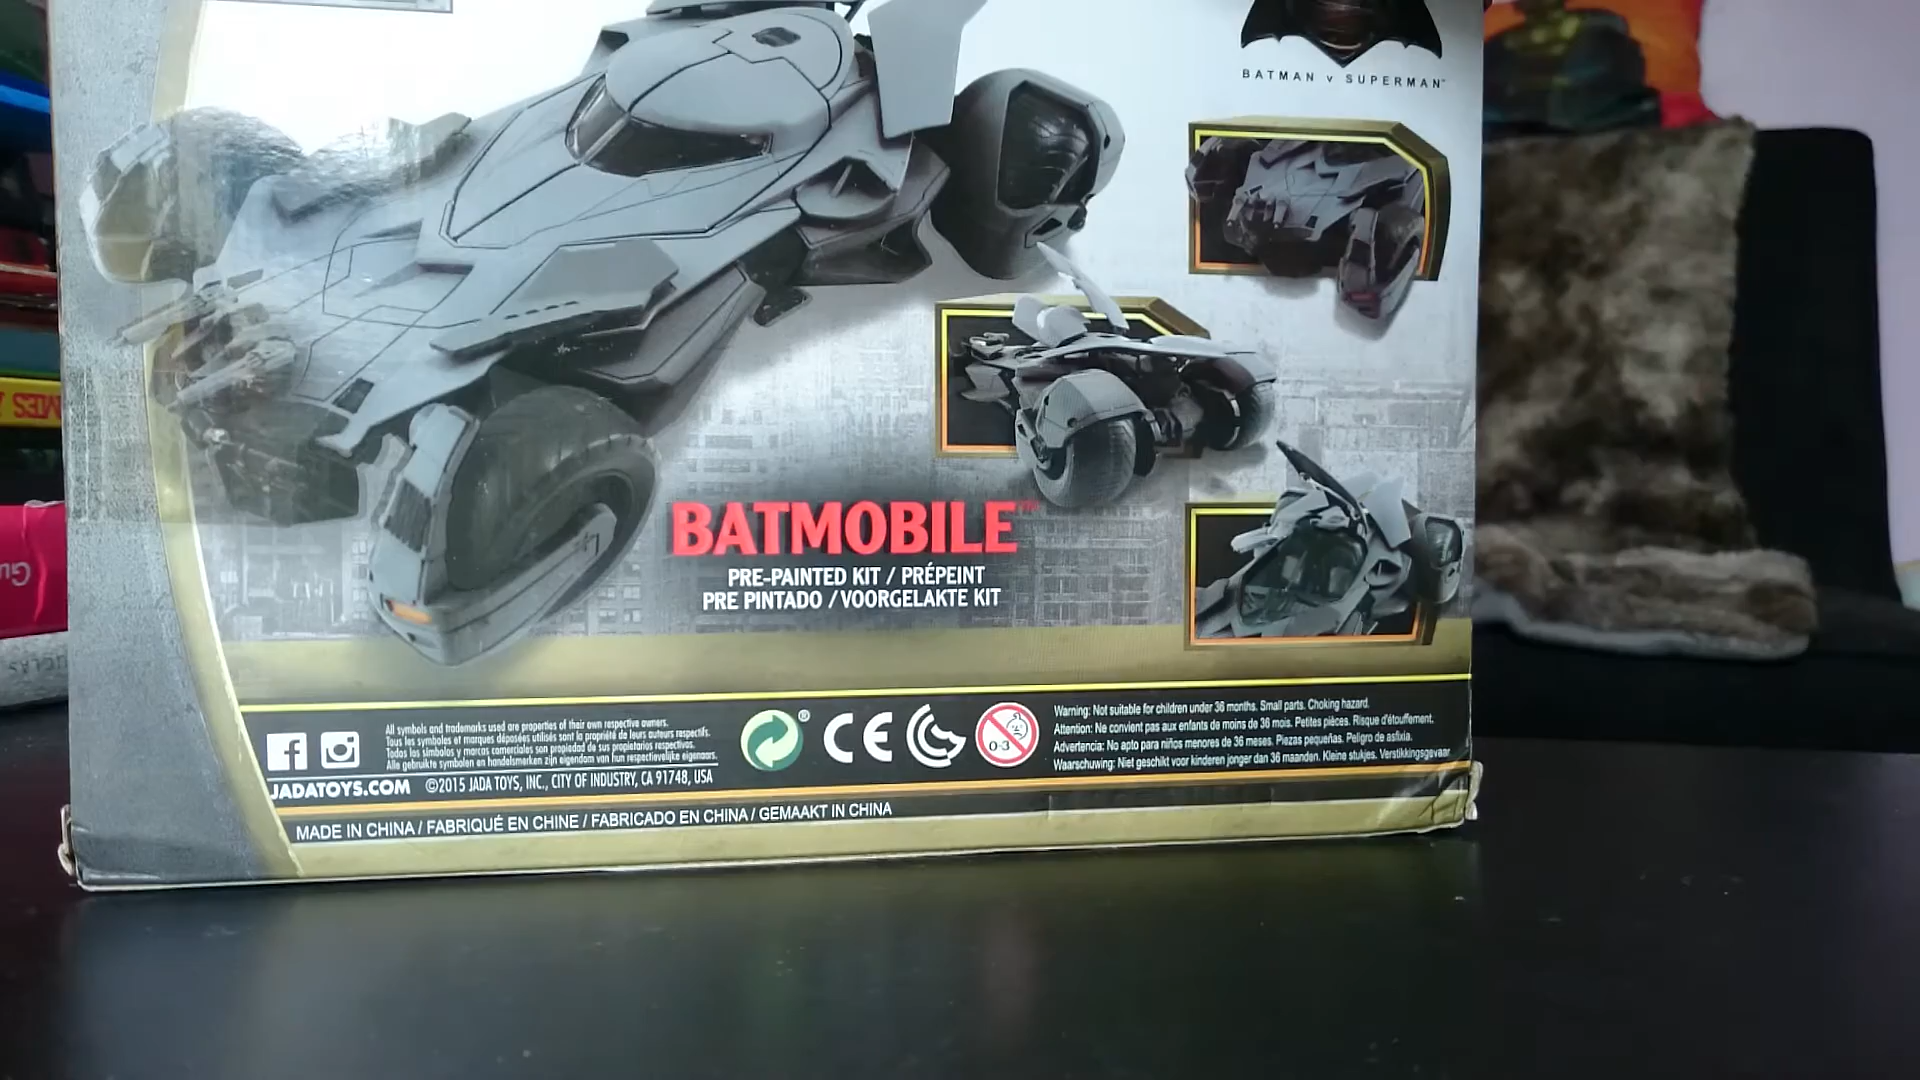 BATMAN v SUPERMAN™
BATMOBILE™
PRE-PAINTED KIT / PRÉPEINT
PRE PINTADO / VOORGELAKTE KIT
All symbols and trademarks used are properties of their own respective owners.
Tous les symboles et marques déposées utilisés sont la propriété de leurs auteurs respectifs.
Todos los símbolos y marcas comerciales son propiedad de sus propietarios respectivos.
Alle gebruikte symbolen en handelsmerken zijn eigendom van hun respectievelijke eigenaars.
JADATOYS.COM ©2015 JADA TOYS, INC., CITY OF INDUSTRY, CA 91748, USA
®
CE
0-3
Warning: Not suitable for children under 36 months. Small parts. Choking hazard.
Attention: Ne convient pas aux enfants de moins de 36 mois. Petites pièces. Risque d'étouffement.
Advertencia: No apto para niños menores de 36 meses. Piezas pequeñas. Peligro de asfixia.
Waarschuwing: Niet geschikt voor kinderen jonger dan 36 maanden. Kleine stukjes. Verstikkingsgevaar
MADE IN CHINA / FABRIQUÉ EN CHINE / FABRICADO EN CHINA / GEMAAKT IN CHINA